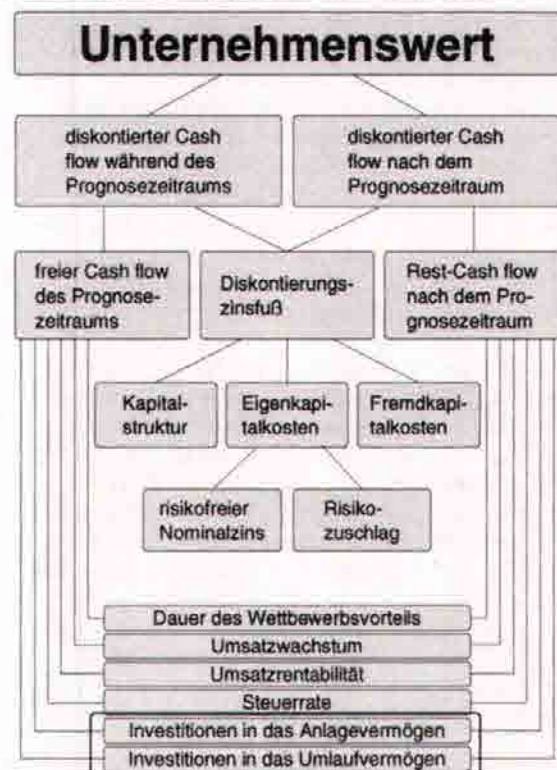 Unternehmenswert
diskontierter Cash
flow während des
Prognosezeitraums
diskontierter Cash
flow nach dem
Prognosezeitraum
freier Cash flow
des Prognose-
zeitraums
Diskontierungs-
zinsfuß
Rest-Cash flow
nach dem Pro-
gnosezeitraum
Kapital-
struktur
Eigenkapi-
talkosten
Fremdkapi-
talkosten
risikofreier
Nominalzins
Risiko-
zuschlag
Dauer des Wettbewerbsvorteils
Umsatzwachstum
Umsatzrentabilität
Steuerrate
Investitionen in das Anlagevermögen
Investitionen in das Umlaufvermögen